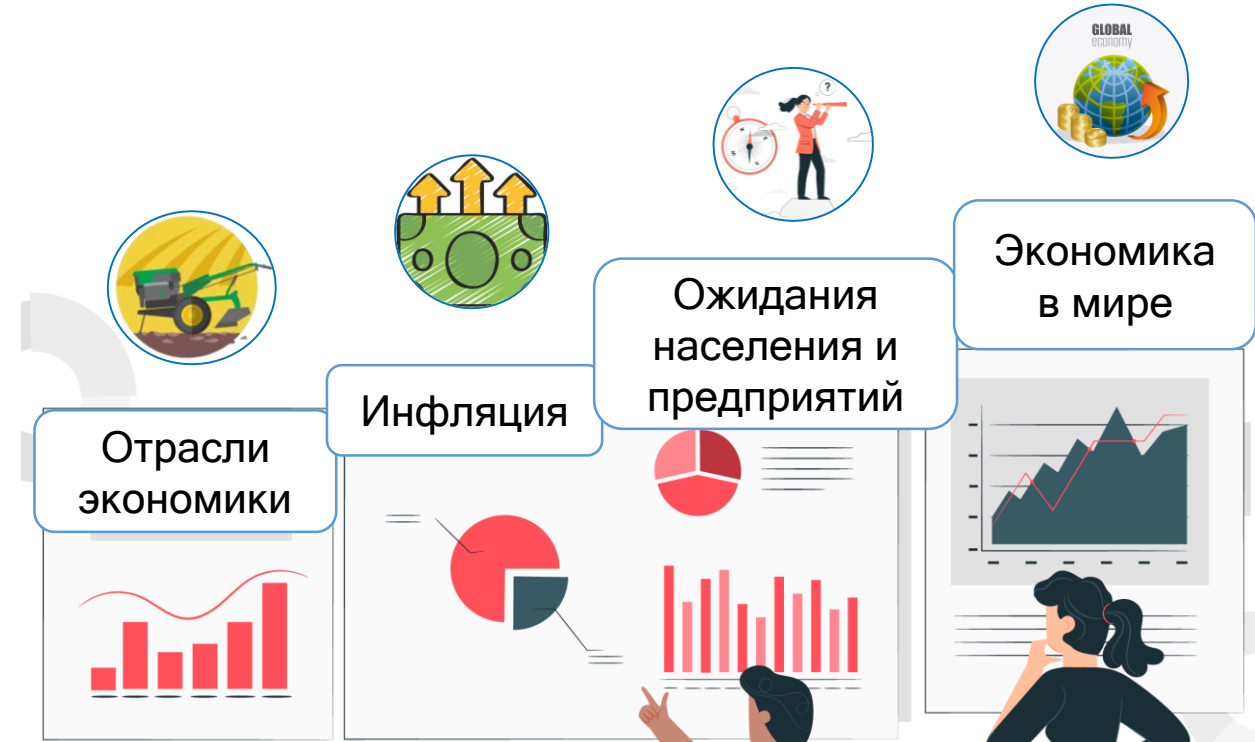 GLOBAL
economy
Экономика
в мире
Ожидания
населения и
предприятий
Инфляция
Отрасли
экономики
?